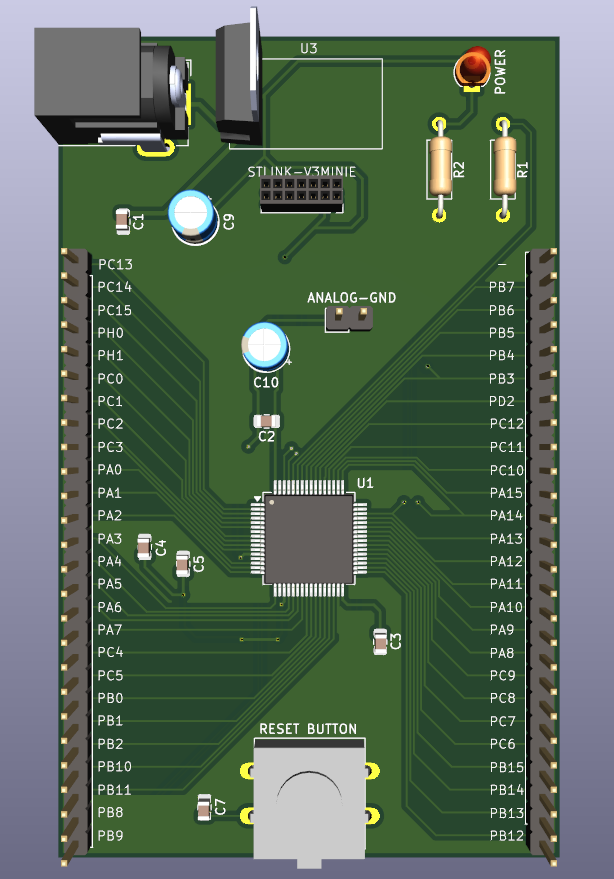 U3
POWER
R2
R1
STLINK-V3MINIE
C1
C9
ANALOG-GND
C10
C2
U1
C4
C5
C3
RESET BUTTON
C7
PC13
PC14
PC15
PH0
PH1
PC0
PC1
PC2
PC3
PA0
PA1
PA2
PA3
PA4
PA5
PA6
PA7
PC4
PC5
PB0
PB1
PB2
PB10
PB11
PB8
PB9
–
PB7
PB6
PB5
PB4
PB3
PD2
PC12
PC11
PC10
PA15
PA14
PA13
PA12
PA11
PA10
PA9
PA8
PC9
PC8
PC7
PC6
PB15
PB14
PB13
PB12